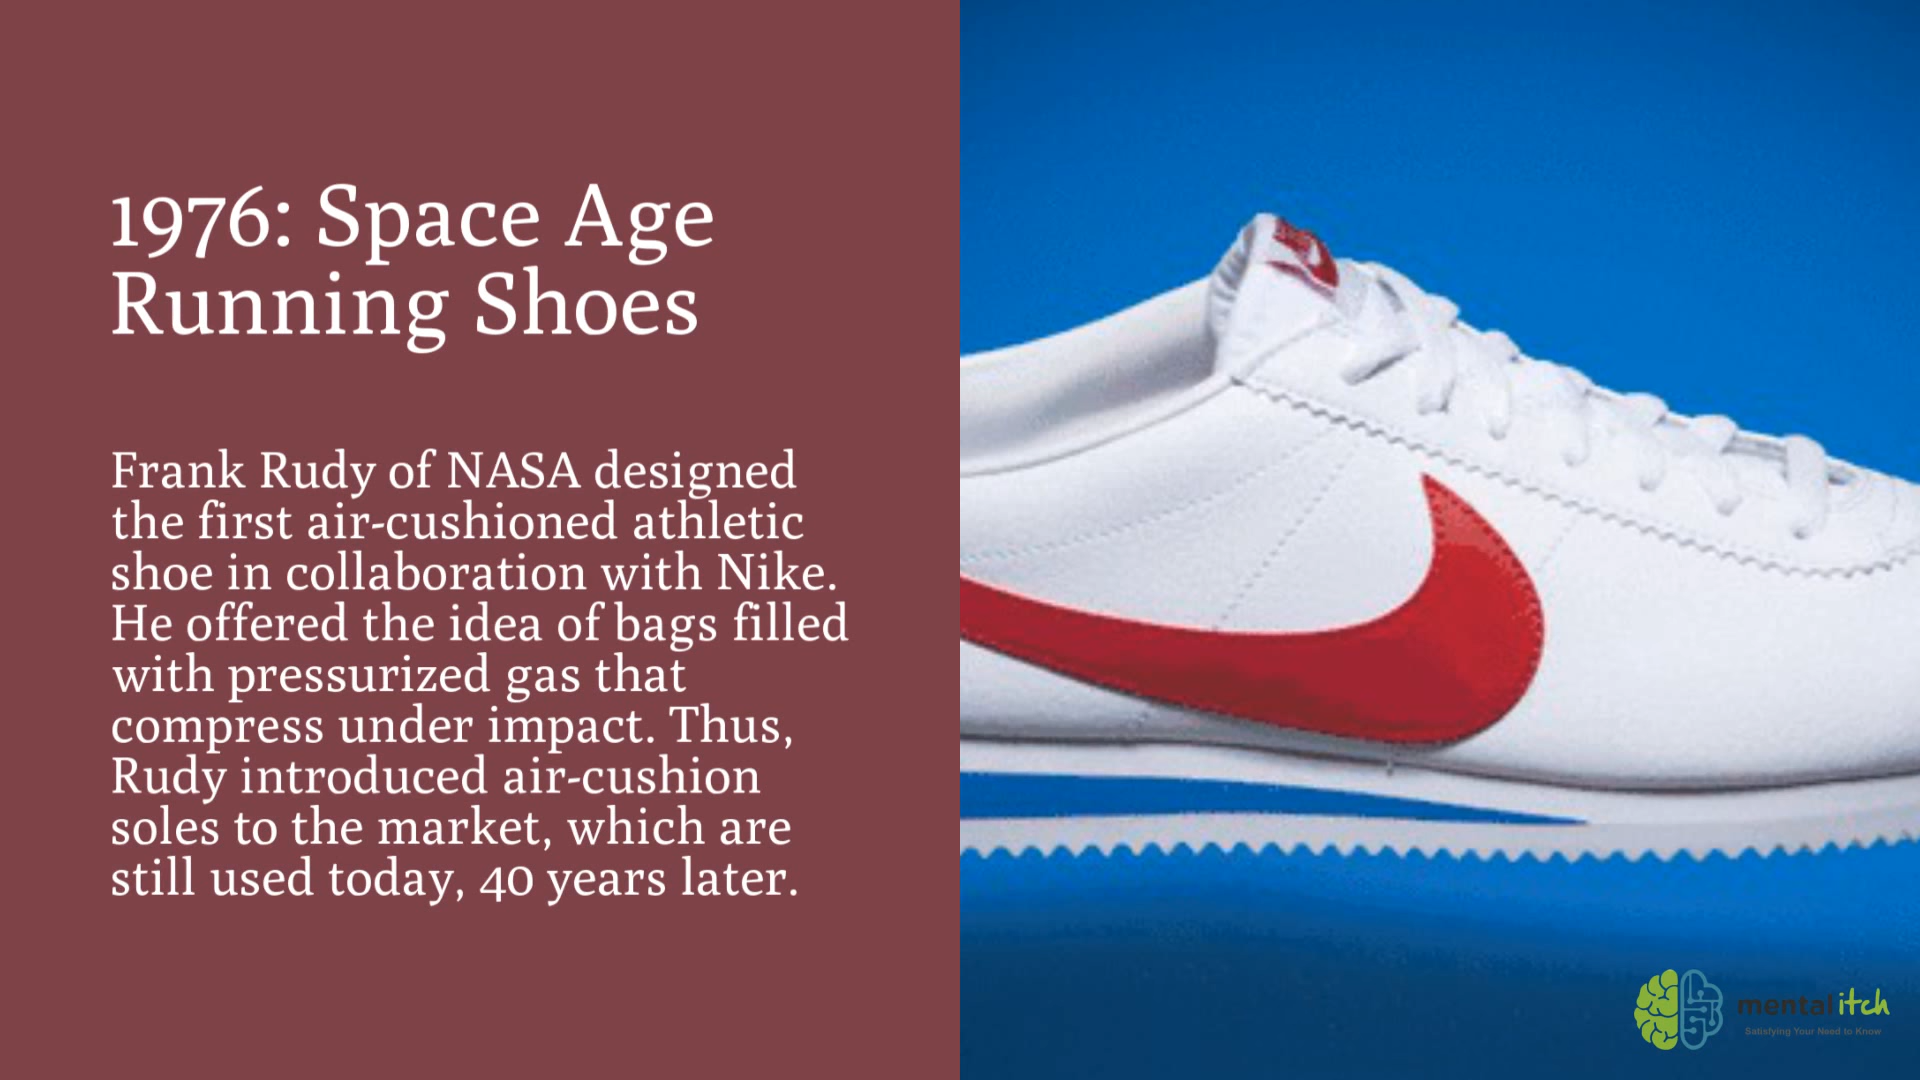 1976: Space Age
Running Shoes
Frank Rudy of NASA designed
the first air-cushioned athletic
shoe in collaboration with Nike.
He offered the idea of bags filled
with pressurized gas that
compress under impact. Thus,
Rudy introduced air-cushion
soles to the market, which are
still used today, 40 years later.
mentalitch
Satisfying Your Need to Know